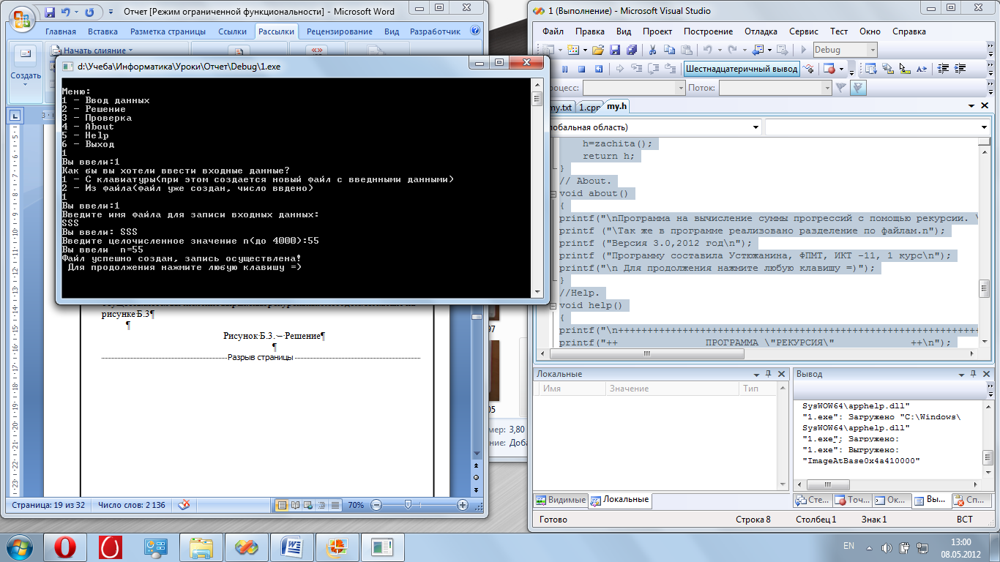 Отчет [Режим ограниченной функциональности] - Microsoft Word
Главная Вставка Разметка страницы Ссылки Рассылки Рецензирование Вид Разработчик
Создать
Начать слияние
d:\Учеба\Информатика\Уроки\Отчет\Debug\1.exe
Меню:
1 - Ввод данных
2 - Решение
3 - Проверка
4 - About
5 - Help
6 - Выход
1
Вы ввели:1
Как бы вы хотели ввести входные данные?
1 - С клавиатуры(при этом создается новый файл с введнными данными)
2 - Из файла(файл уже создан, число ввдено)
1
Вы ввели:1
Введите имя файла для записи входных данных:
SSS
Вы ввели: SSS
Введите целочисленное значение n(до 4000):55
Вы ввели  n=55
Файл успешно создан, запись осуществлена!
Для продолжения нажмите любую клавишу =)
рисунке·Б.3¶
¶
Рисунок·Б.3.·–·Решение¶
¶
Разрыв страницы
Страница: 19 из 32 Число слов: 2 136 70%
97
05
мер: 3,80
ние: Доба
1 (Выполнение) - Microsoft Visual Studio
Файл Правка Вид Проект Построение Отладка Сервис Тест Окно Справка
Debug
Шестнадцатеричный вывод
роцесс: Поток:
my.txt 1.cpp my.h
лобальная область)
h=zachita();
return h;
}
// About.
void about()
{
printf("\nПрограмма на вычисление суммы прогрессий с помощью рекурсии. \
printf ("\Так же в программе реализовано разделение по файлам.n");
printf ("Версия 3.0,2012 год\n");
printf ("Программу составила Устюжанина, ФПМТ, ИКТ -11, 1 курс\n");
printf ("\n Для продолжения нажмите любую клавишу =)");
}
//Help.
void help()
{
printf("\n++++++++++++++++++++++++++++++++++++++++++++++++++++++++++++++
printf("++ ПРОГРАММА \"РЕКУРСИЯ\" ++\n");
Локальные
Имя Значение Тип
Видимые Локальные
Вывод
SysWOW64\apphelp.dll"
"1.exe": Загружено "C:\Windows\
SysWOW64\apphelp.dll"
"1.exe": Загружено:
"1.exe": Выгружено:
"ImageAtBase0x4a410000"
Сте... Точ... Ок... Вы... Сп...
Готово Строка 8 Столбец 1 Знак 1 ВСТ
EN 13:00
08.05.2012